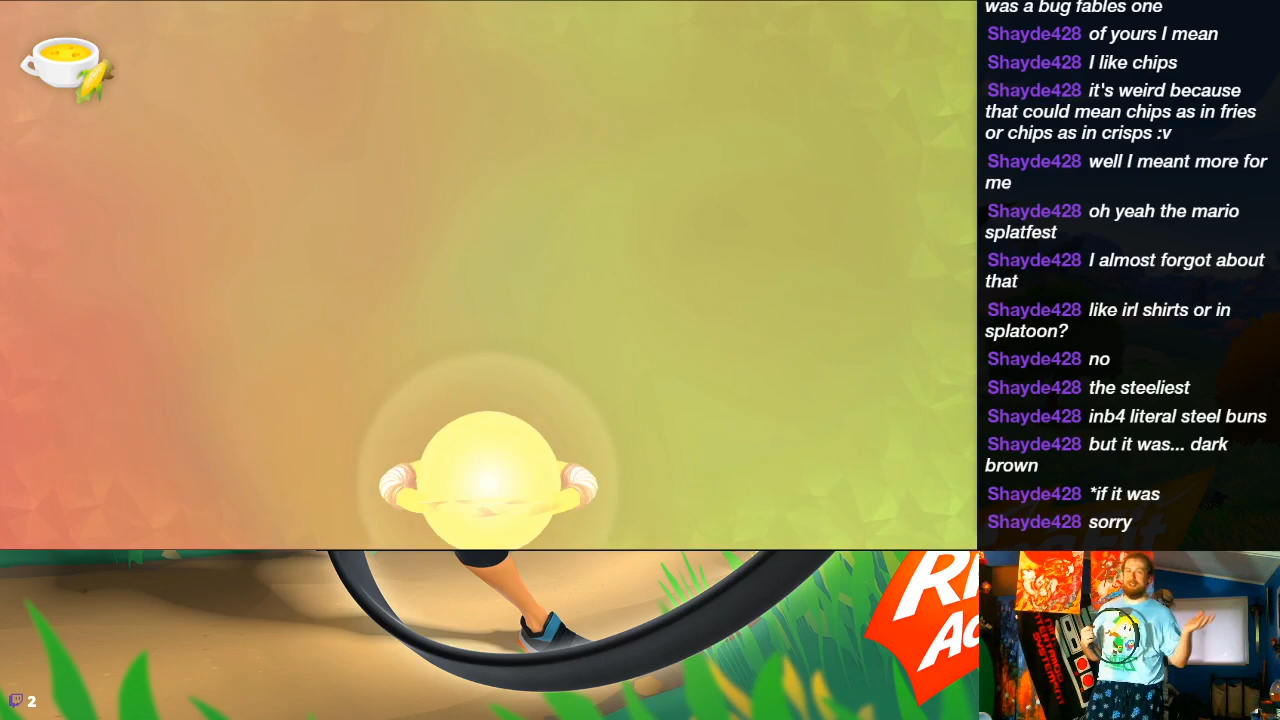 was a bug fables one
Shayde428 of yours I mean
Shayde428 I like chips
Shayde428 it's weird because
that could mean chips as in fries
or chips as in crisps :v
Shayde428 well I meant more for
me
Shayde428 oh yeah the mario
splatfest
Shayde428 I almost forgot about
that
Shayde428 like irl shirts or in
splatoon?
Shayde428 no
Shayde428 the steeliest
Shayde428 inb4 literal steel buns
Shayde428 but it was... dark
brown
Shayde428 *if it was
Shayde428 sorry
2